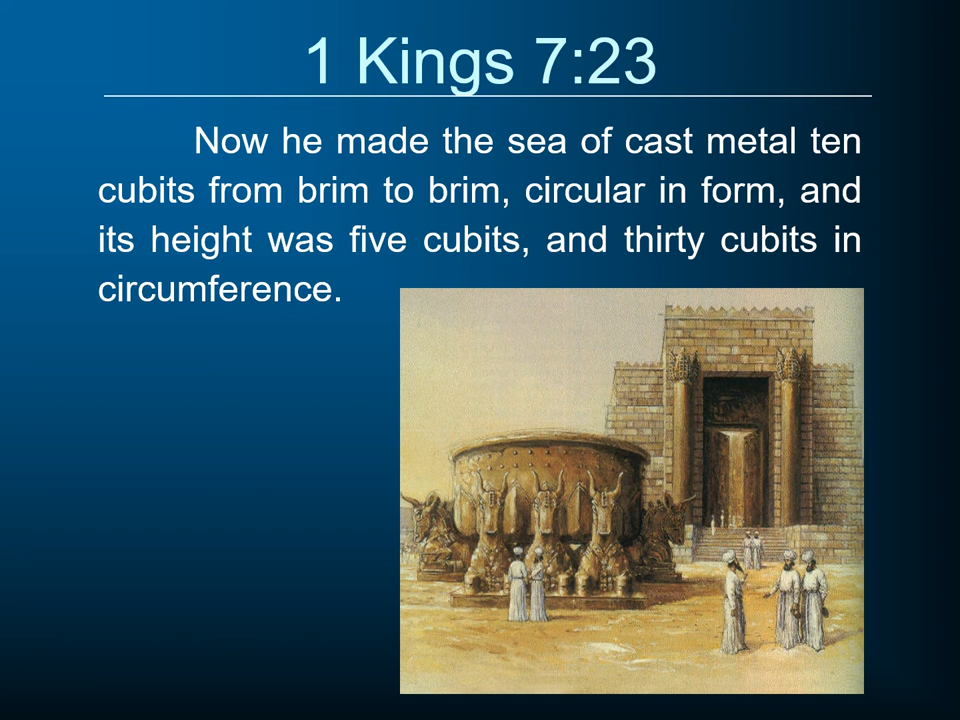 1 Kings 7:23
Now he made the sea of cast metal ten
cubits from brim to brim, circular in form, and
its height was five cubits, and thirty cubits in
circumference.